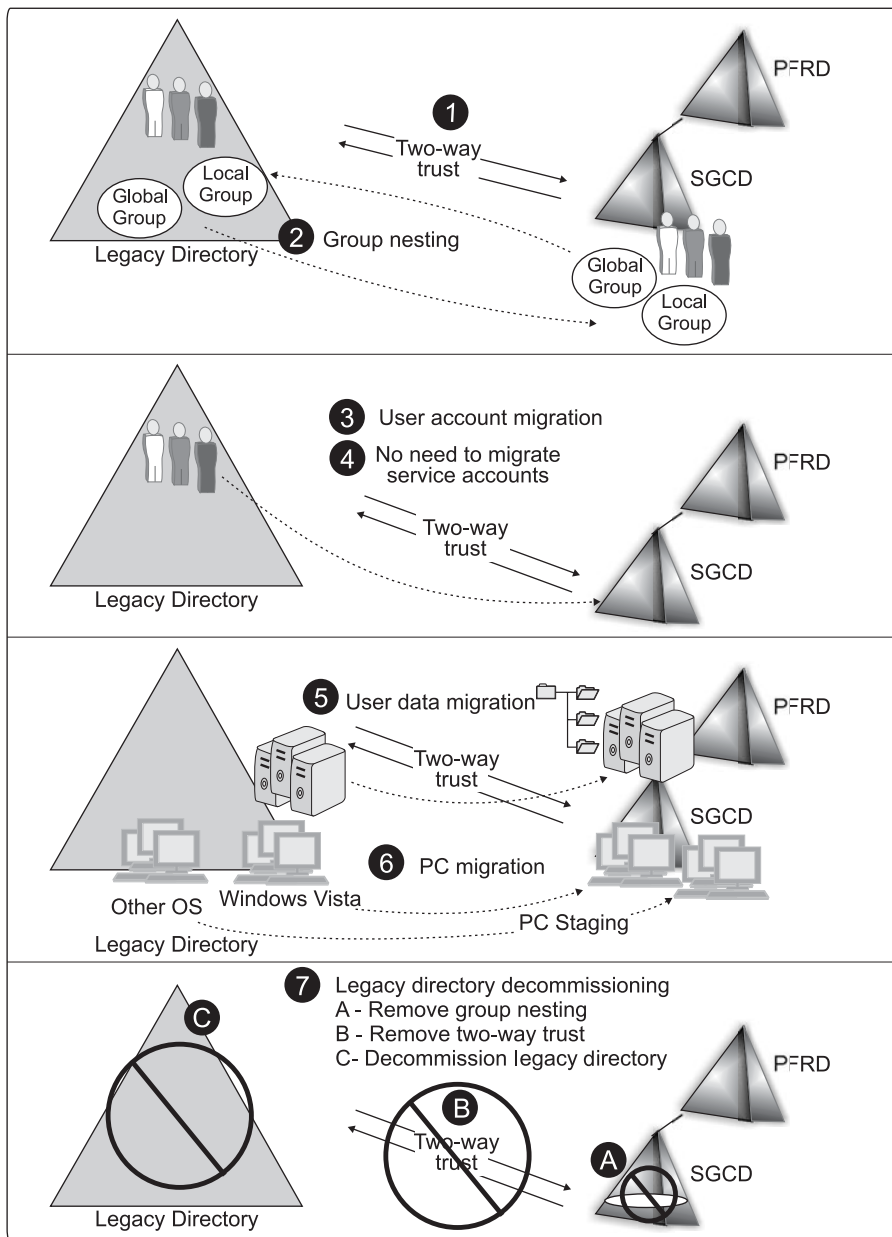 PFRD
1
Two-way
trust
SGCD
Local
Group
Global
Group
2 Group nesting
Legacy Directory
Global
Group
Local
Group
3 User account migration
4 No need to migrate
service accounts
PFRD
Two-way
trust
SGCD
Legacy Directory
5 User data migration
PFRD
Two-way
trust
SGCD
6 PC migration
Other OS
Windows Vista
PC Staging
Legacy Directory
7 Legacy directory decommissioning
A - Remove group nesting
B - Remove two-way trust
C- Decommission legacy directory
C
PFRD
B
Two-way
trust
A
SGCD
Legacy Directory